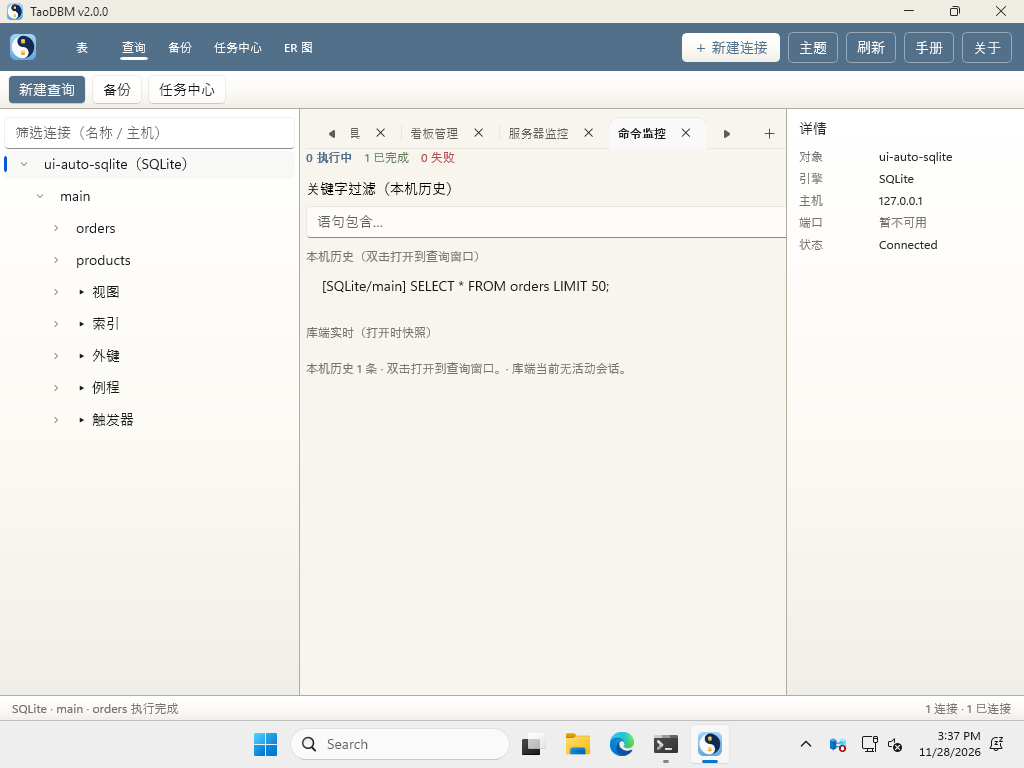 TaoDBM v2.0.0
表 查询 备份 任务中心 ER 图
＋ 新建连接 主题 刷新 手册 关于
新建查询 备份 任务中心
筛选连接（名称 / 主机）
ui-auto-sqlite（SQLite）
main
orders
products
视图
索引
外键
例程
触发器
具 看板管理 服务器监控 命令监控
0 执行中 1 已完成 0 失败
关键字过滤（本机历史）
语句包含...
本机历史（双击打开到查询窗口）
[SQLite/main] SELECT * FROM orders LIMIT 50;
库端实时（打开时快照）
本机历史 1 条 · 双击打开到查询窗口。· 库端当前无活动会话。
详情
对象 ui-auto-sqlite
引擎 SQLite
主机 127.0.0.1
端口 暂不可用
状态 Connected
SQLite · main · orders 执行完成
1 连接 · 1 已连接
Search
3:37 PM
11/28/2026